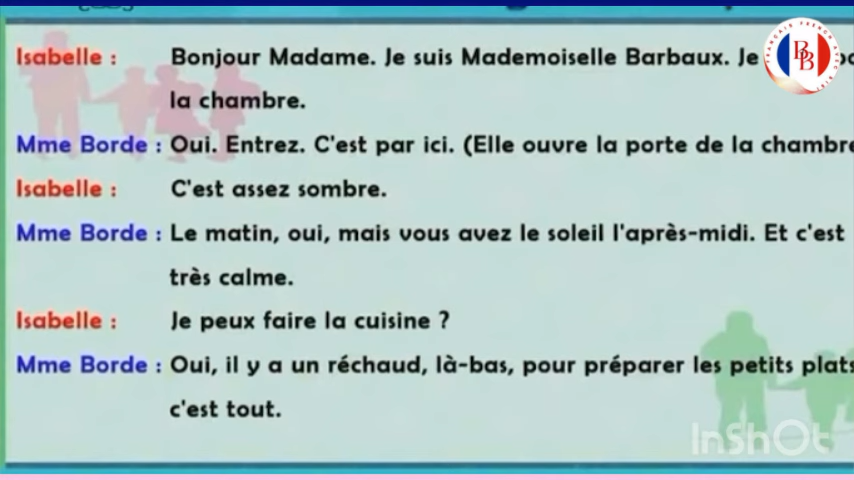 Isabelle : Bonjour Madame. Je suis Mademoiselle Barbaux. Je
la chambre.
Mme Borde : Oui. Entrez. C'est par ici. (Elle ouvre la porte de la chambre
Isabelle : C'est assez sombre.
Mme Borde : Le matin, oui, mais vous avez le soleil l'après-midi. Et c'est
très calme.
Isabelle : Je peux faire la cuisine ?
Mme Borde : Oui, il y a un réchaud, là-bas, pour préparer les petits plats
c'est tout.
InShOt